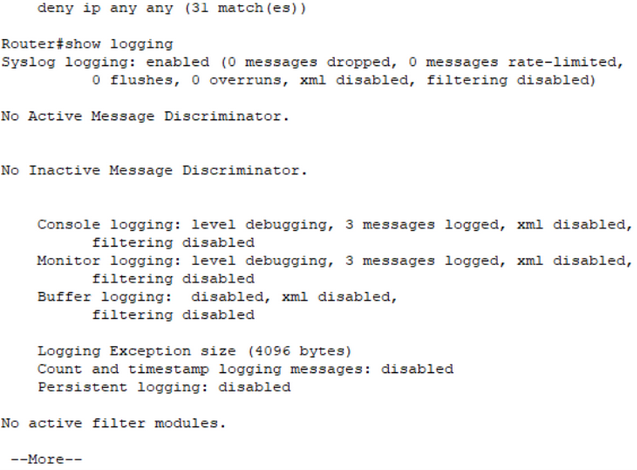 deny ip any any (31 match(es))
Router#show logging
Syslog logging: enabled (0 messages dropped, 0 messages rate-limited,
0 flushes, 0 overruns, xml disabled, filtering disabled)
No Active Message Discriminator.
No Inactive Message Discriminator.
Console logging: level debugging, 3 messages logged, xml disabled,
filtering disabled
Monitor logging: level debugging, 3 messages logged, xml disabled,
filtering disabled
Buffer logging:  disabled, xml disabled,
filtering disabled
Logging Exception size (4096 bytes)
Count and timestamp logging messages: disabled
Persistent logging: disabled
No active filter modules.
--More--